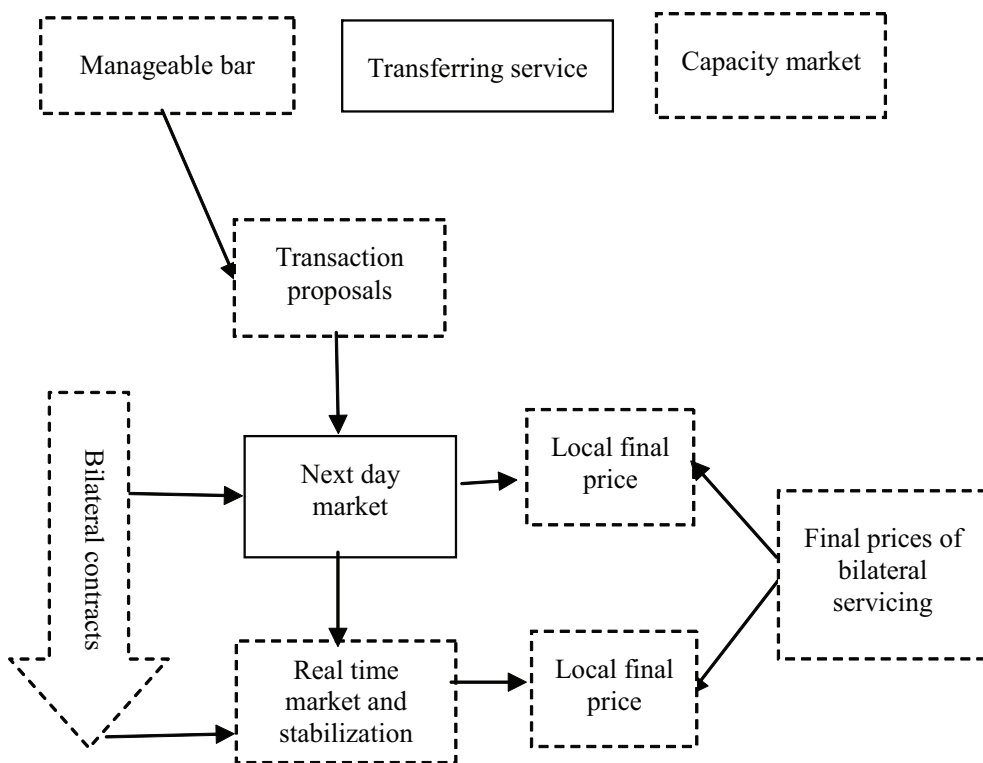 Manageable bar
Transferring service
Capacity market
Transaction
proposals
Bilateral contracts
Next day
market
Local final
price
Final prices of
bilateral
servicing
Real time
market and
stabilization
Local final
price